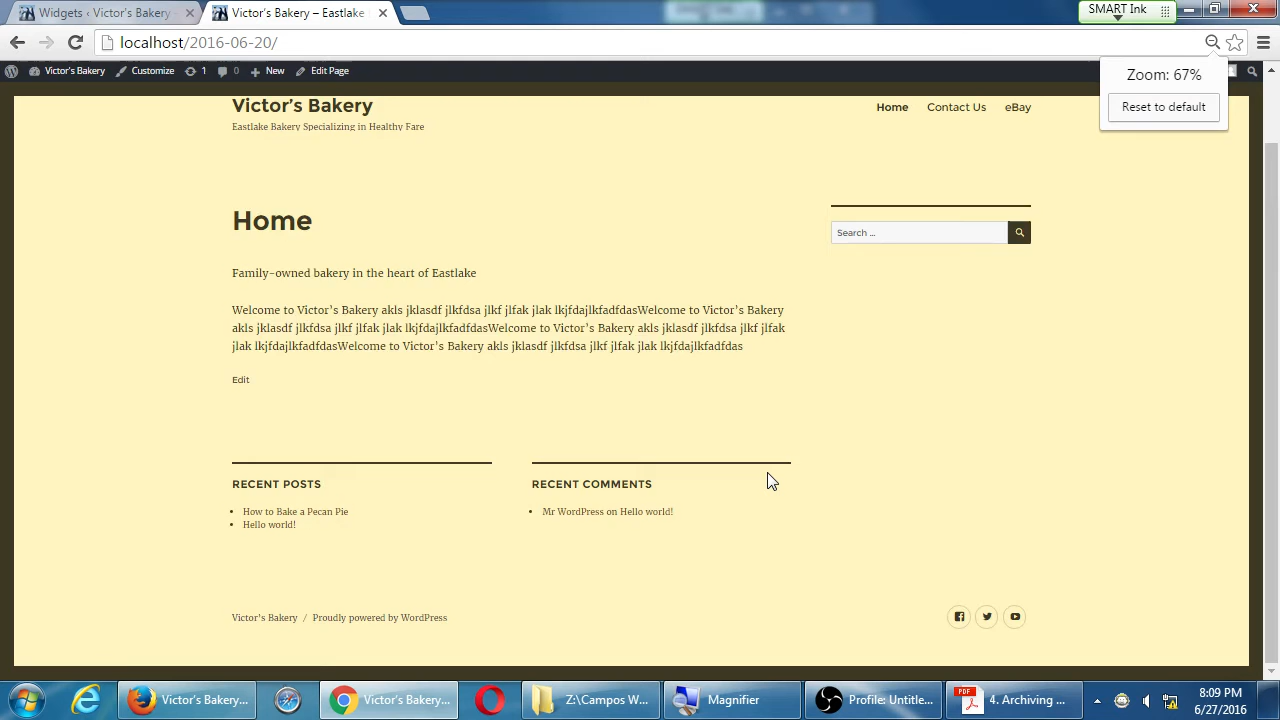 Widgets ‹ Victor's Bakery
Victor's Bakery – Eastlake
SMART Ink
localhost/2016-06-20/
Victor's Bakery
Customize
1
0
New
Edit Page
Zoom: 67%
Reset to default
Victor's Bakery
Eastlake Bakery Specializing in Healthy Fare
Home
Contact Us
eBay
Home
Search …
Family-owned bakery in the heart of Eastlake
Welcome to Victor's Bakery akls jklasdf jlkfdsa jlkf jlfak jlak lkjfdajlkfadfdasWelcome to Victor's Bakery
akls jklasdf jlkfdsa jlkf jlfak jlak lkjfdajlkfadfdasWelcome to Victor's Bakery akls jklasdf jlkfdsa jlkf jlfak
jlak lkjfdajlkfadfdasWelcome to Victor's Bakery akls jklasdf jlkfdsa jlkf jlfak jlak lkjfdajlkfadfdas
Edit
RECENT POSTS
How to Bake a Pecan Pie
Hello world!
RECENT COMMENTS
Mr WordPress on Hello world!
Victor's Bakery / Proudly powered by WordPress
Victor's Bakery...
Victor's Bakery...
Z:\Campos W...
Magnifier
Profile: Untitle...
PDF
4. Archiving ...
8:09 PM
6/27/2016